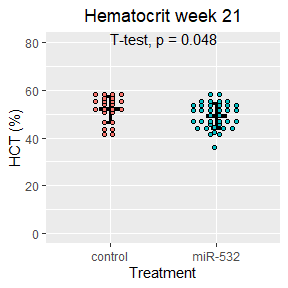 Hematocrit week 21
T-test, p = 0.048
HCT (%)
80
60
40
20
0
control miR-532
Treatment